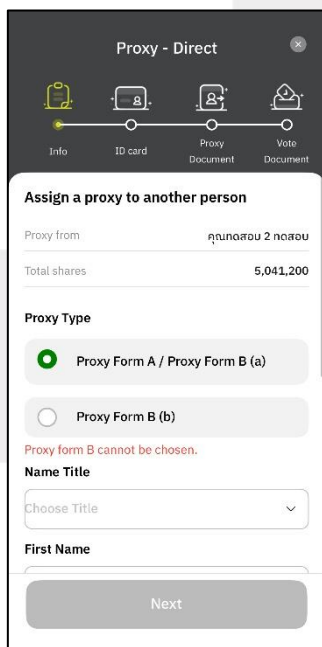 Proxy - Direct
Info
ID card
Proxy
Document
Vote
Document
Assign a proxy to another person
Proxy from คุณทดสอบ 2 ทดสอบ
Total shares 5,041,200
Proxy Type
Proxy Form A / Proxy Form B (a)
Proxy Form B (b)
Proxy form B cannot be chosen.
Name Title
Choose Title
First Name
Next